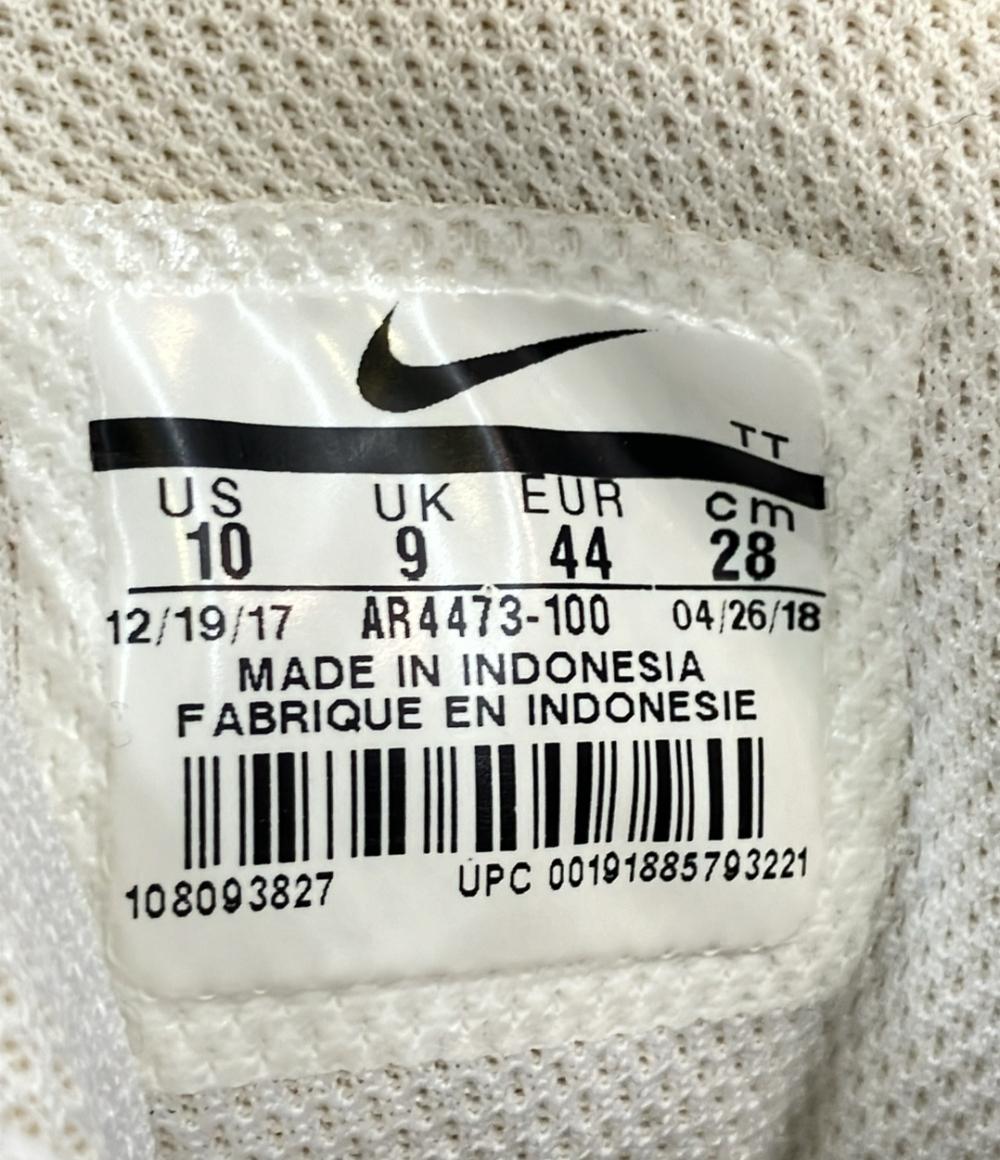 TT
US UK EUR cm
10 9 44 28
12/19/17 AR4473-100 04/26/18
MADE IN INDONESIA
FABRIQUE EN INDONESIE
108093827 UPC 00191885793221